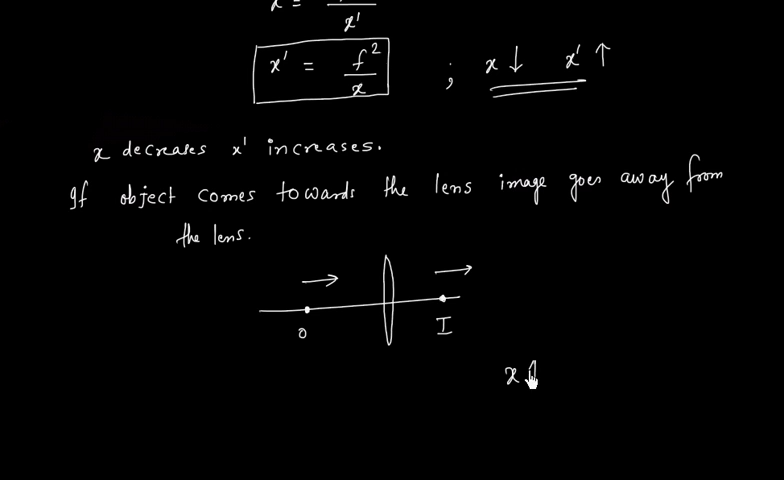 x'
x' = f²/x ; x ↓ x' ↑
x decreases x' increases.
If object comes towards the lens image goes away from
the lens.
O I
x